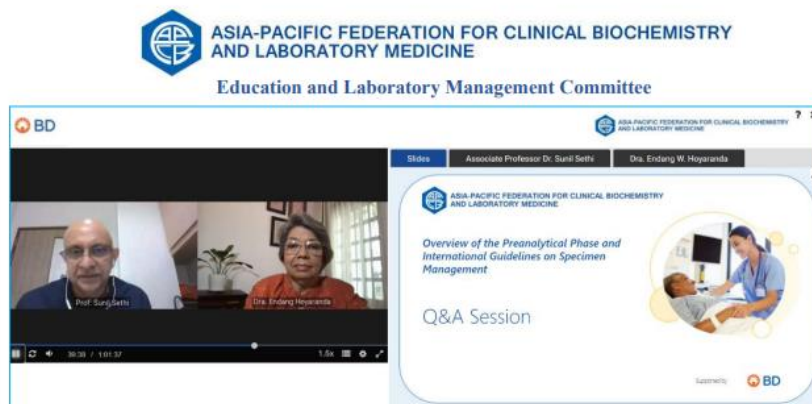 ASIA-PACIFIC FEDERATION FOR CLINICAL BIOCHEMISTRY
AND LABORATORY MEDICINE
Education and Laboratory Management Committee
BD
ASIA-PACIFIC FEDERATION FOR CLINICAL BIOCHEMISTRY
AND LABORATORY MEDICINE
?
Slides
Associate Professor Dr. Sunil Sethi
Dra. Endang W. Hoyaranda
ASIA-PACIFIC FEDERATION FOR CLINICAL BIOCHEMISTRY
AND LABORATORY MEDICINE
Overview of the Preanalytical Phase and
International Guidelines on Specimen
Management
Q&A Session
Prof. Sunil Sethi
Dra. Endang Hoyaranda
39:38 / 1:01:37
1.5x
Supported by
BD